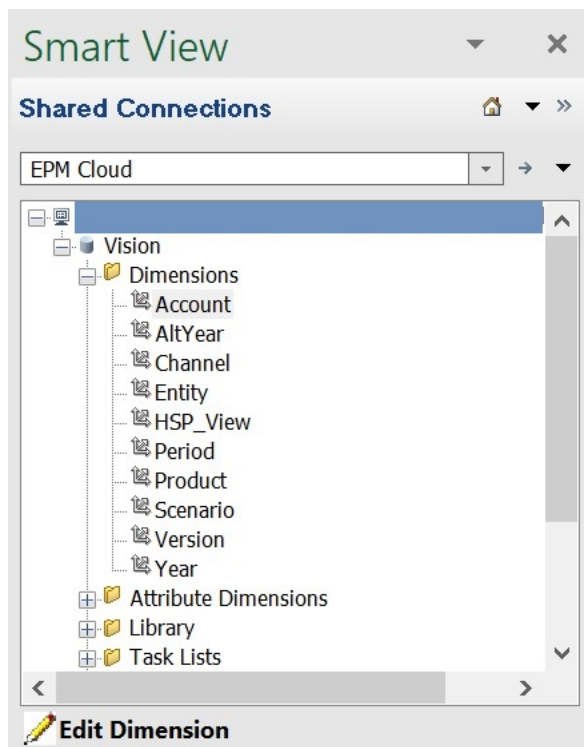 Smart View
Shared Connections
EPM Cloud
Vision
Dimensions
Account
AltYear
Channel
Entity
HSP_View
Period
Product
Scenario
Version
Year
Attribute Dimensions
Library
Task Lists
Edit Dimension